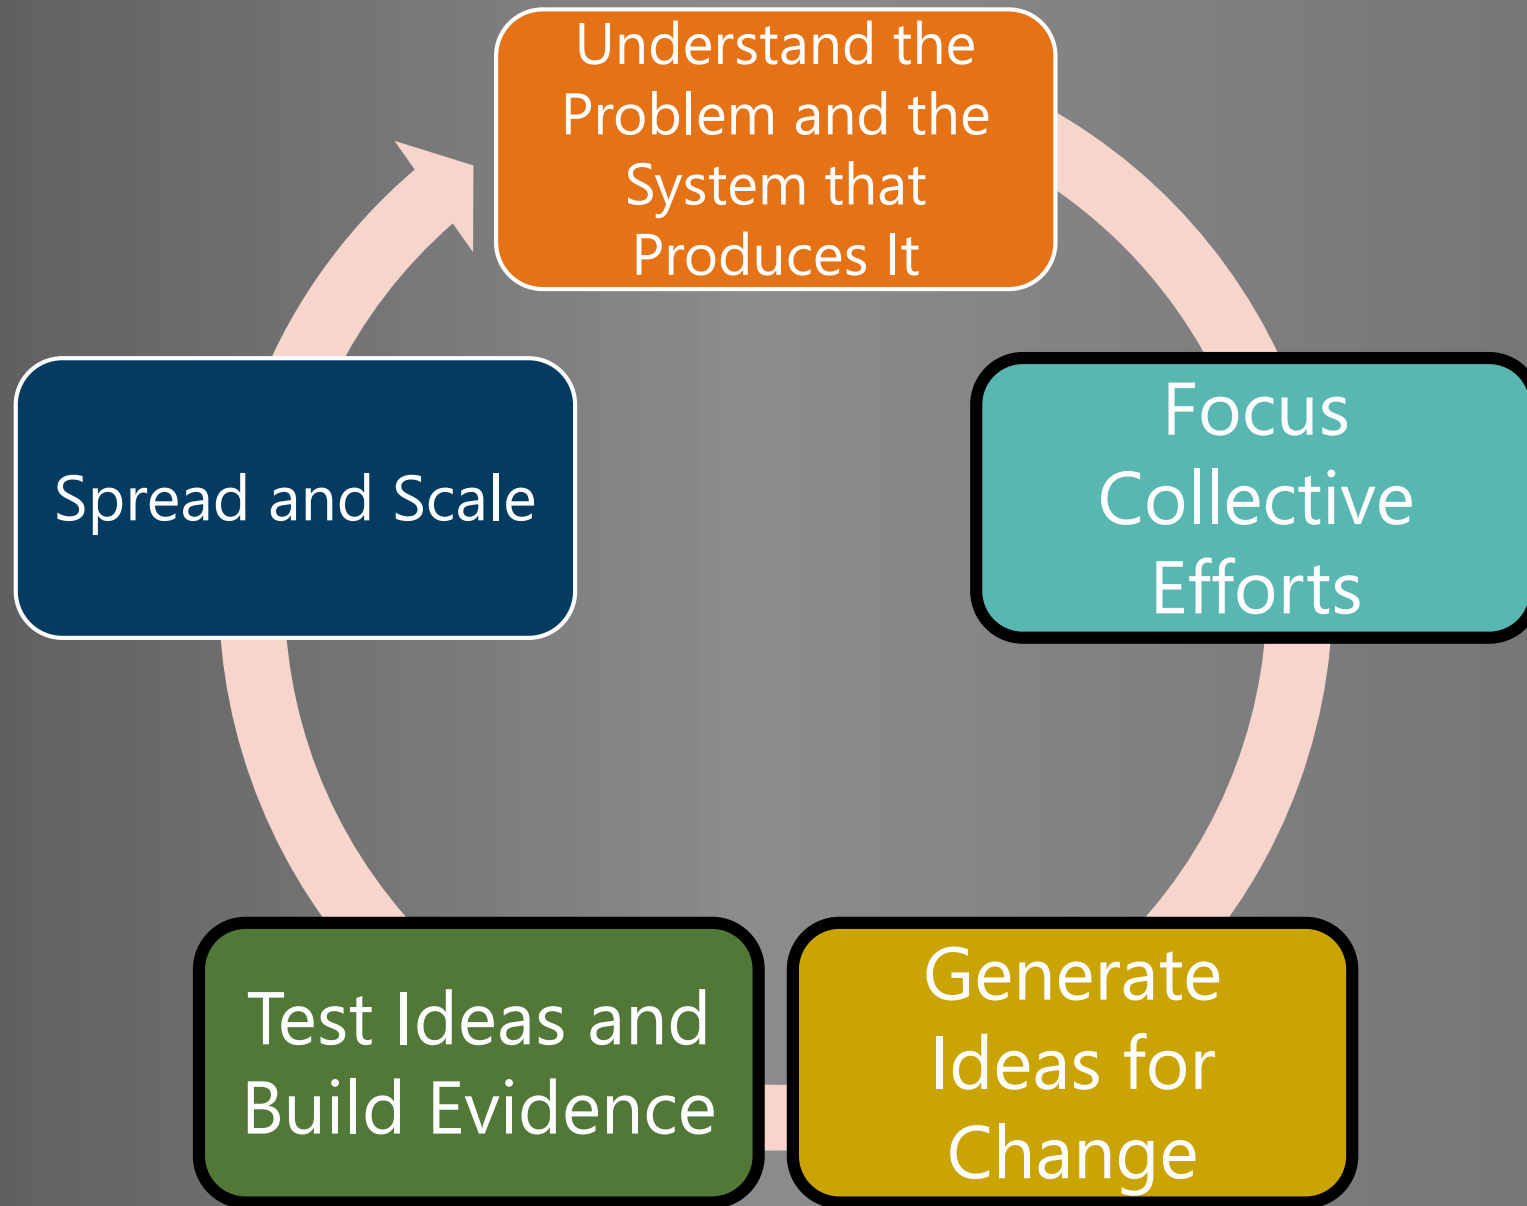 Understand the
Problem and the
System that
Produces It
Focus
Collective
Efforts
Generate
Ideas for
Change
Test Ideas and
Build Evidence
Spread and Scale